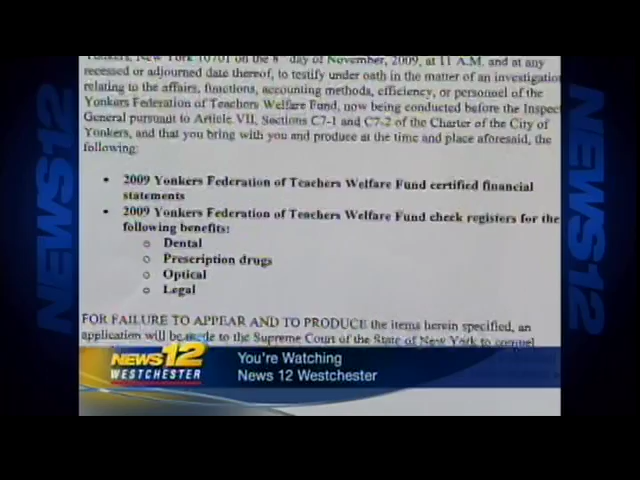 Yonkers, New York 10701 on the 8th day of November, 2009, at 11 A.M. and at any
recessed or adjourned date thereof, to testify under oath in the matter of an investigation
relating to the affairs, functions, accounting methods, efficiency, or personnel of the
Yonkers Federation of Teachers Welfare Fund, now being conducted before the Inspec
General pursuant to Article VII, Sections C7-1 and C7-2 of the Charter of the City of
Yonkers, and that you bring with you and produce at the time and place aforesaid, the
following:
• 2009 Yonkers Federation of Teachers Welfare Fund certified financial
statements
• 2009 Yonkers Federation of Teachers Welfare Fund check registers for the
following benefits:
o Dental
o Prescription drugs
o Optical
o Legal
FOR FAILURE TO APPEAR AND TO PRODUCE the items herein specified, an
application will be made to the Supreme Court of the State of New York to compel
NEWS 12
WESTCHESTER
You're Watching
News 12 Westchester
NEWS12
NEWS12